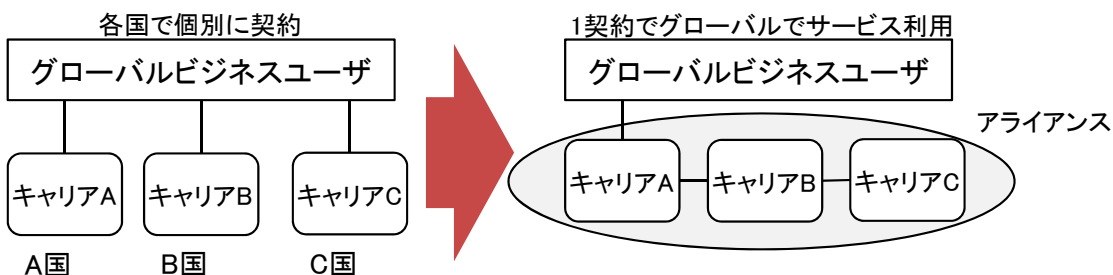 各国で個別に契約
グローバルビジネスユーザ
キャリアA
キャリアB
キャリアC
A国
B国
C国
1契約でグローバルでサービス利用
グローバルビジネスユーザ
アライアンス
キャリアA
キャリアB
キャリアC